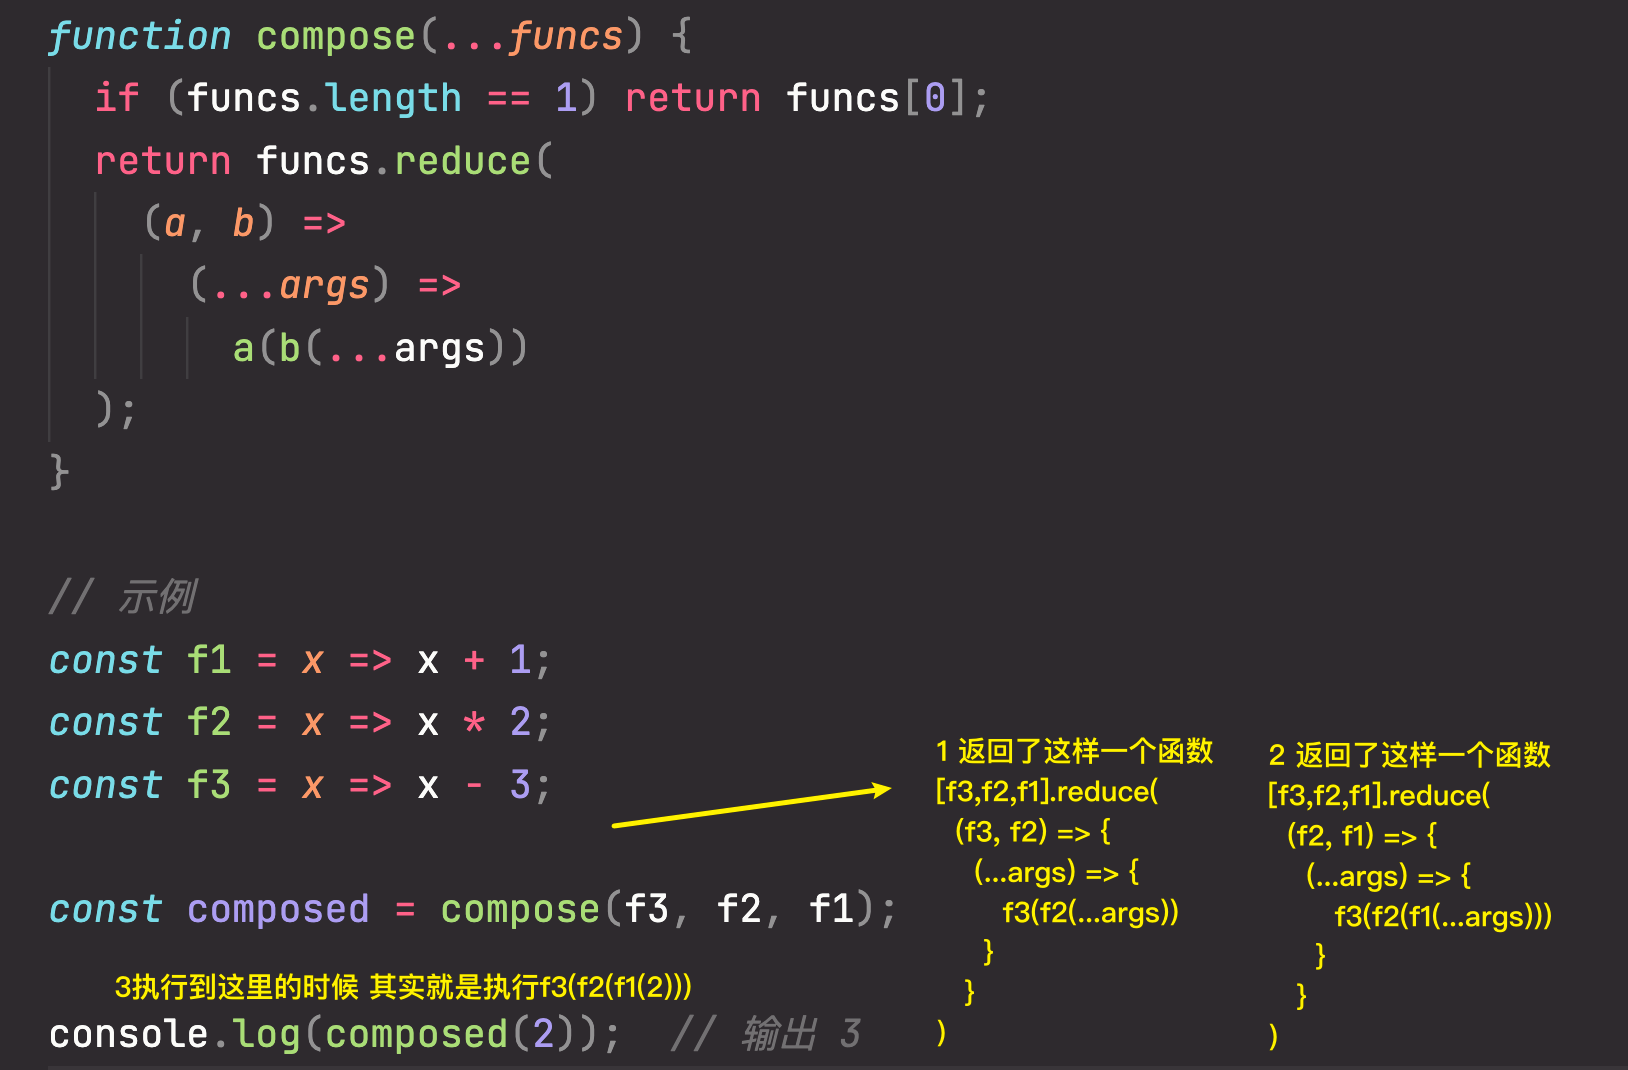 function compose(...funcs) {
if (funcs.length == 1) return funcs[0];
return funcs.reduce(
(a, b) =>
(...args) =>
a(b(...args))
);
}
// 示例
const f1 = x => x + 1;
const f2 = x => x * 2;
const f3 = x => x - 3;
const composed = compose(f3, f2, f1);
3执行到这里的时候 其实就是执行f3(f2(f1(2)))
console.log(composed(2)); // 输出 3
1 返回了这样一个函数
[f3,f2,f1].reduce(
(f3, f2) => {
(...args) => {
f3(f2(...args))
}
}
)
2 返回了这样一个函数
[f3,f2,f1].reduce(
(f2, f1) => {
(...args) => {
f3(f2(f1(...args)))
}
}
)